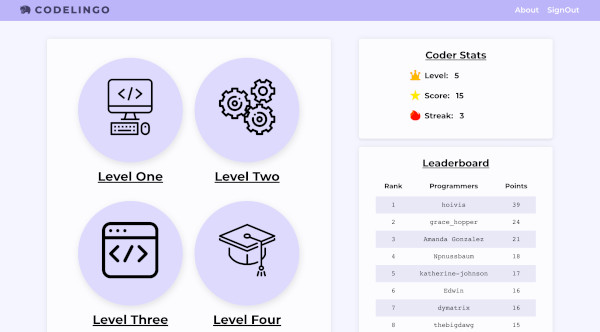 CODELINGO
About SignOut
</>
Level One
Level Two
</>
Level Three
Level Four
Coder Stats
Level: 5
Score: 15
Streak: 3
Leaderboard
Rank Programmers Points
1 hoivia 39
2 grace_hopper 24
3 Amanda Gonzalez 21
4 Npnussbaum 18
5 katherine-johnson 17
6 Edwin 16
7 dymatrix 16
8 thebigdawg 15